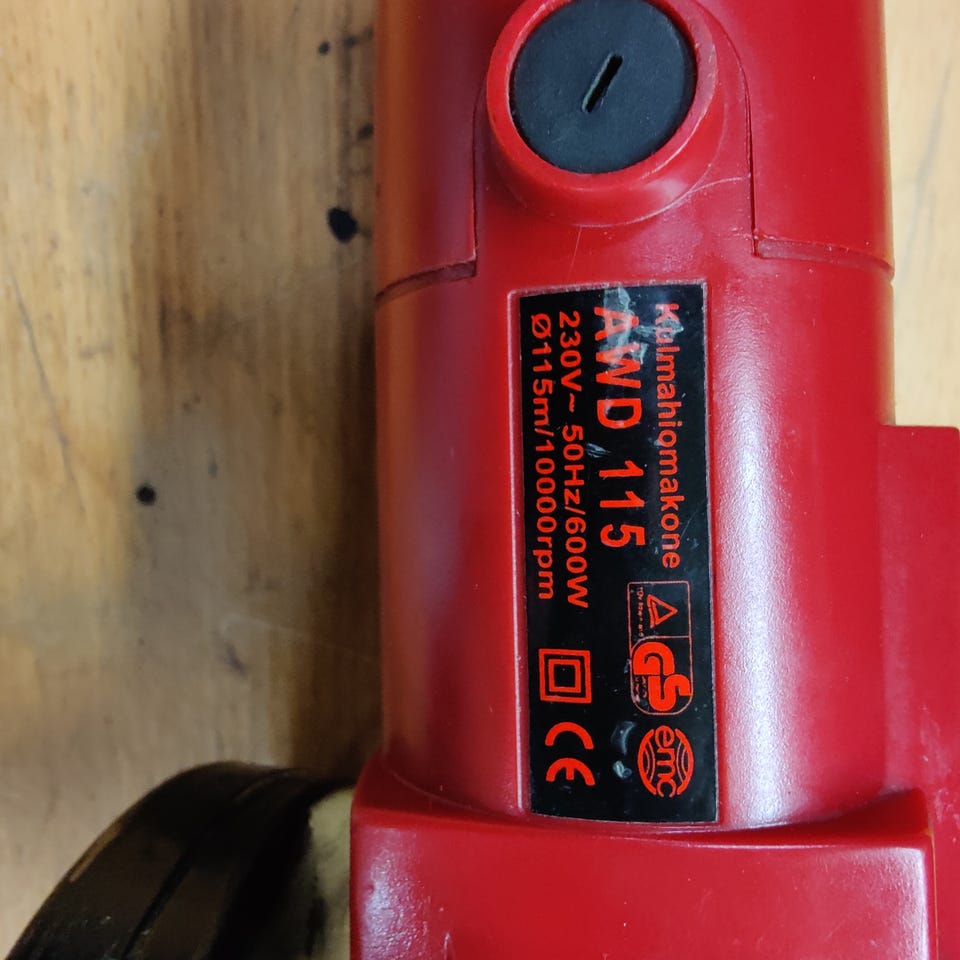 Kulmahiomakone
AWD 115
230V~ 50Hz/600W
Ø115m/10000rpm
GS
emc
CE